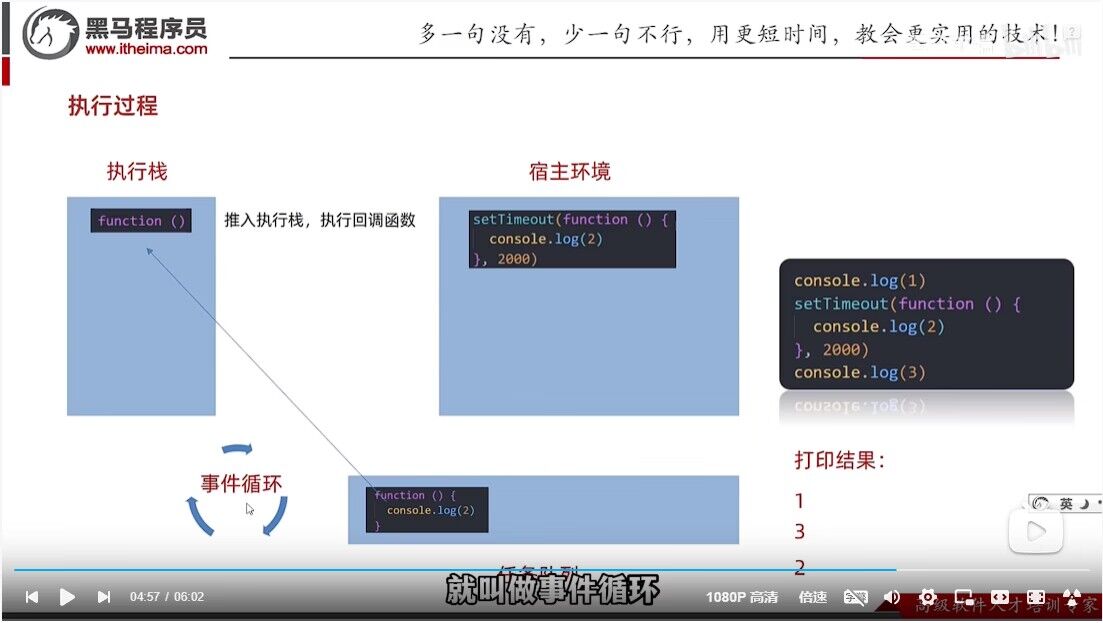 黑马程序员
www.itheima.com
多一句没有，少一句不行，用更短时间，教会更实用的技术！
执行过程
执行栈
宿主环境
function ()
推入执行栈，执行回调函数
setTimeout(function () {
console.log(2)
}, 2000)
console.log(1)
setTimeout(function () {
console.log(2)
}, 2000)
console.log(3)
console.log(3)
打印结果：
1
3
2
事件循环
function () {
console.log(2)
}
英
任务队列
就叫做事件循环
04:57 / 06:02
1080P 高清
倍速
高级软件人才培训专家